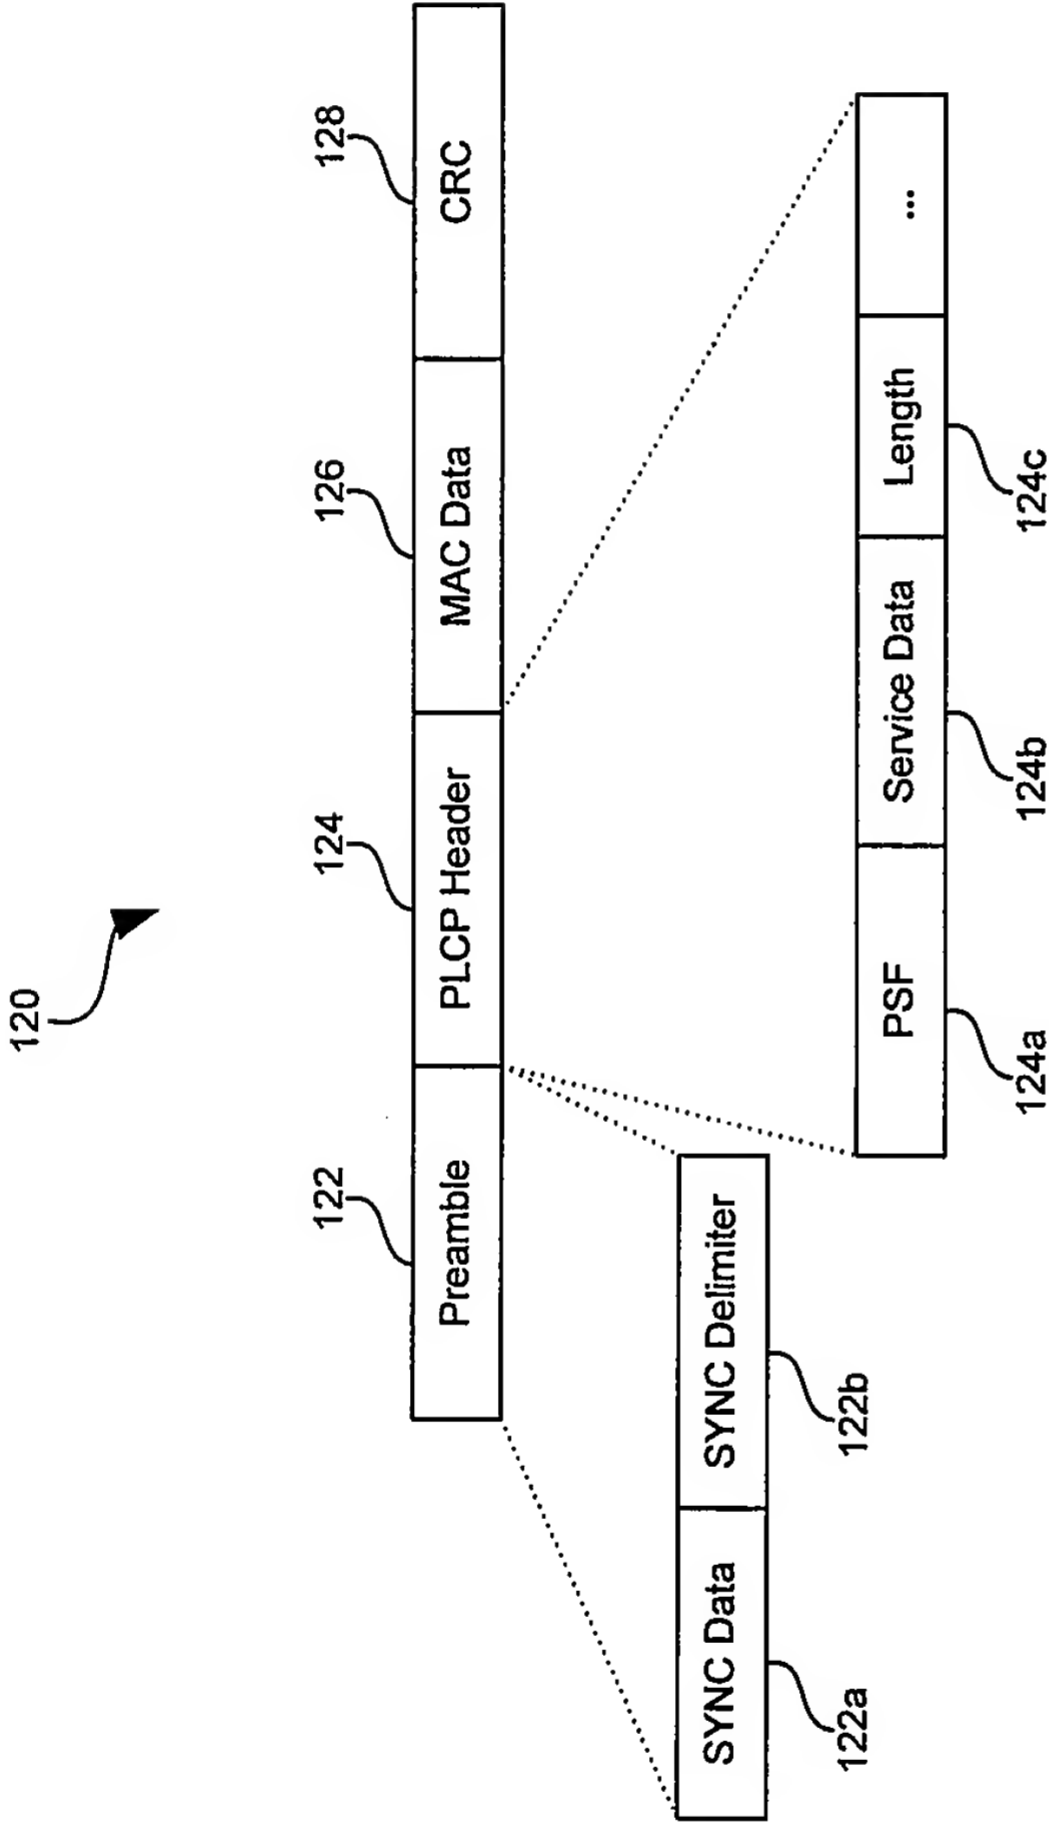 120
122
124
126
128
Preamble
PLCP Header
MAC Data
CRC
SYNC Data
SYNC Delimiter
122a
122b
PSF
Service Data
Length
...
124a
124b
124c